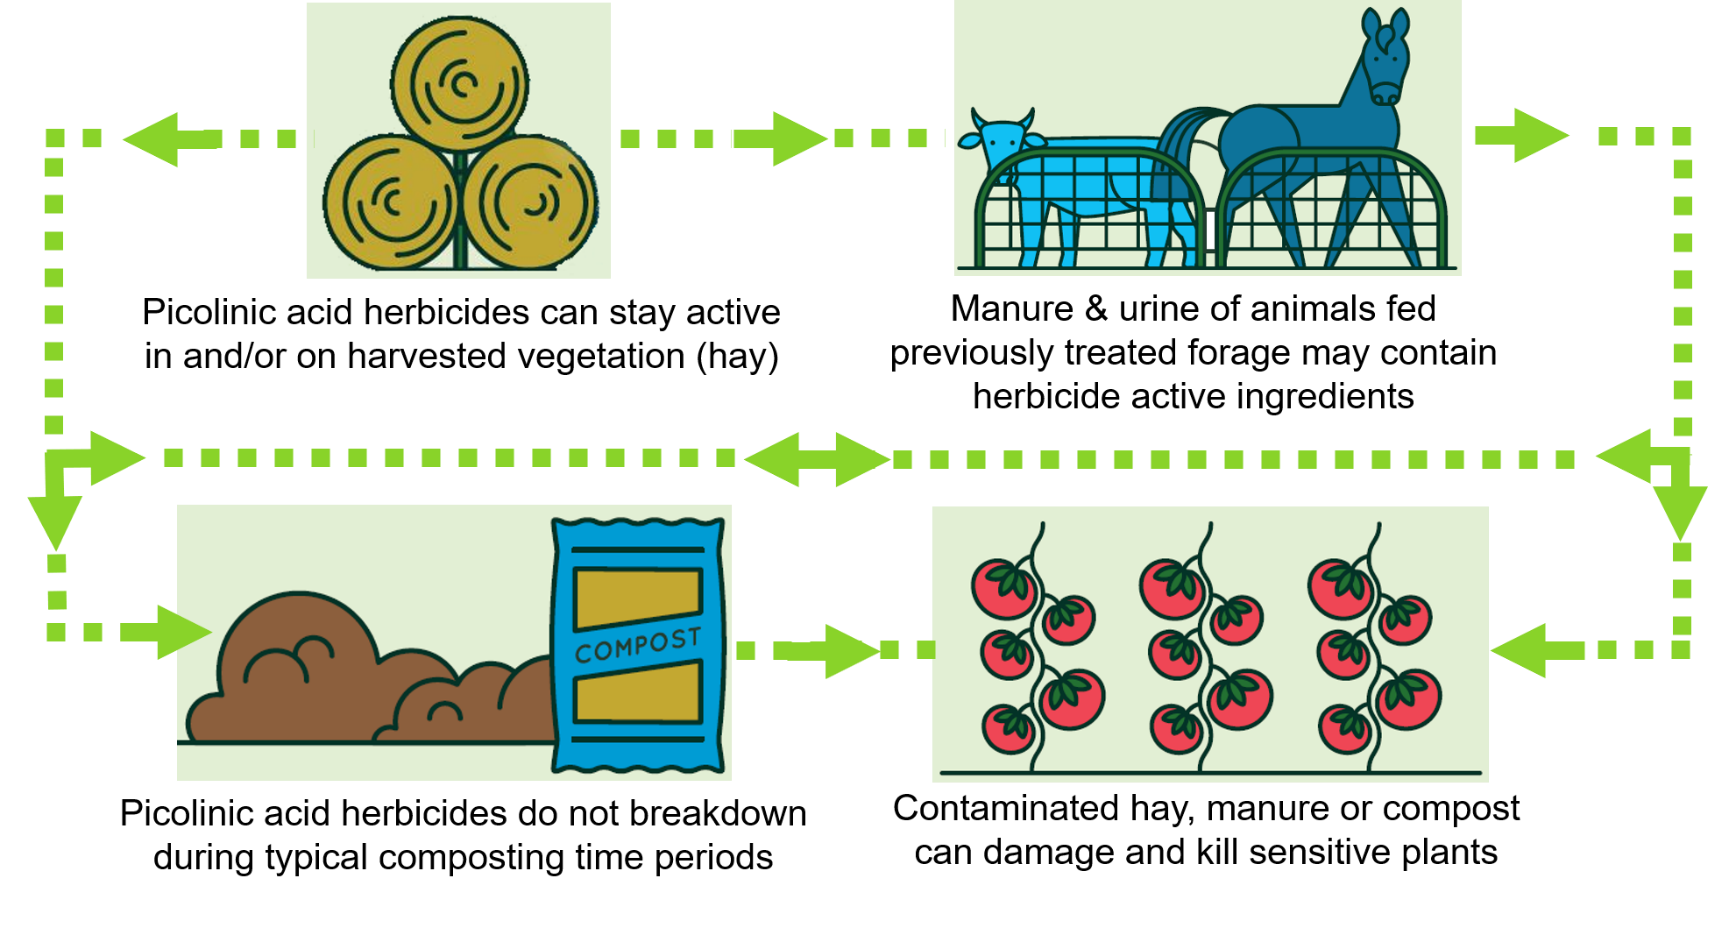 Picolinic acid herbicides can stay active
in and/or on harvested vegetation (hay)
Manure & urine of animals fed
previously treated forage may contain
herbicide active ingredients
COMPOST
Picolinic acid herbicides do not breakdown
during typical composting time periods
Contaminated hay, manure or compost
can damage and kill sensitive plants